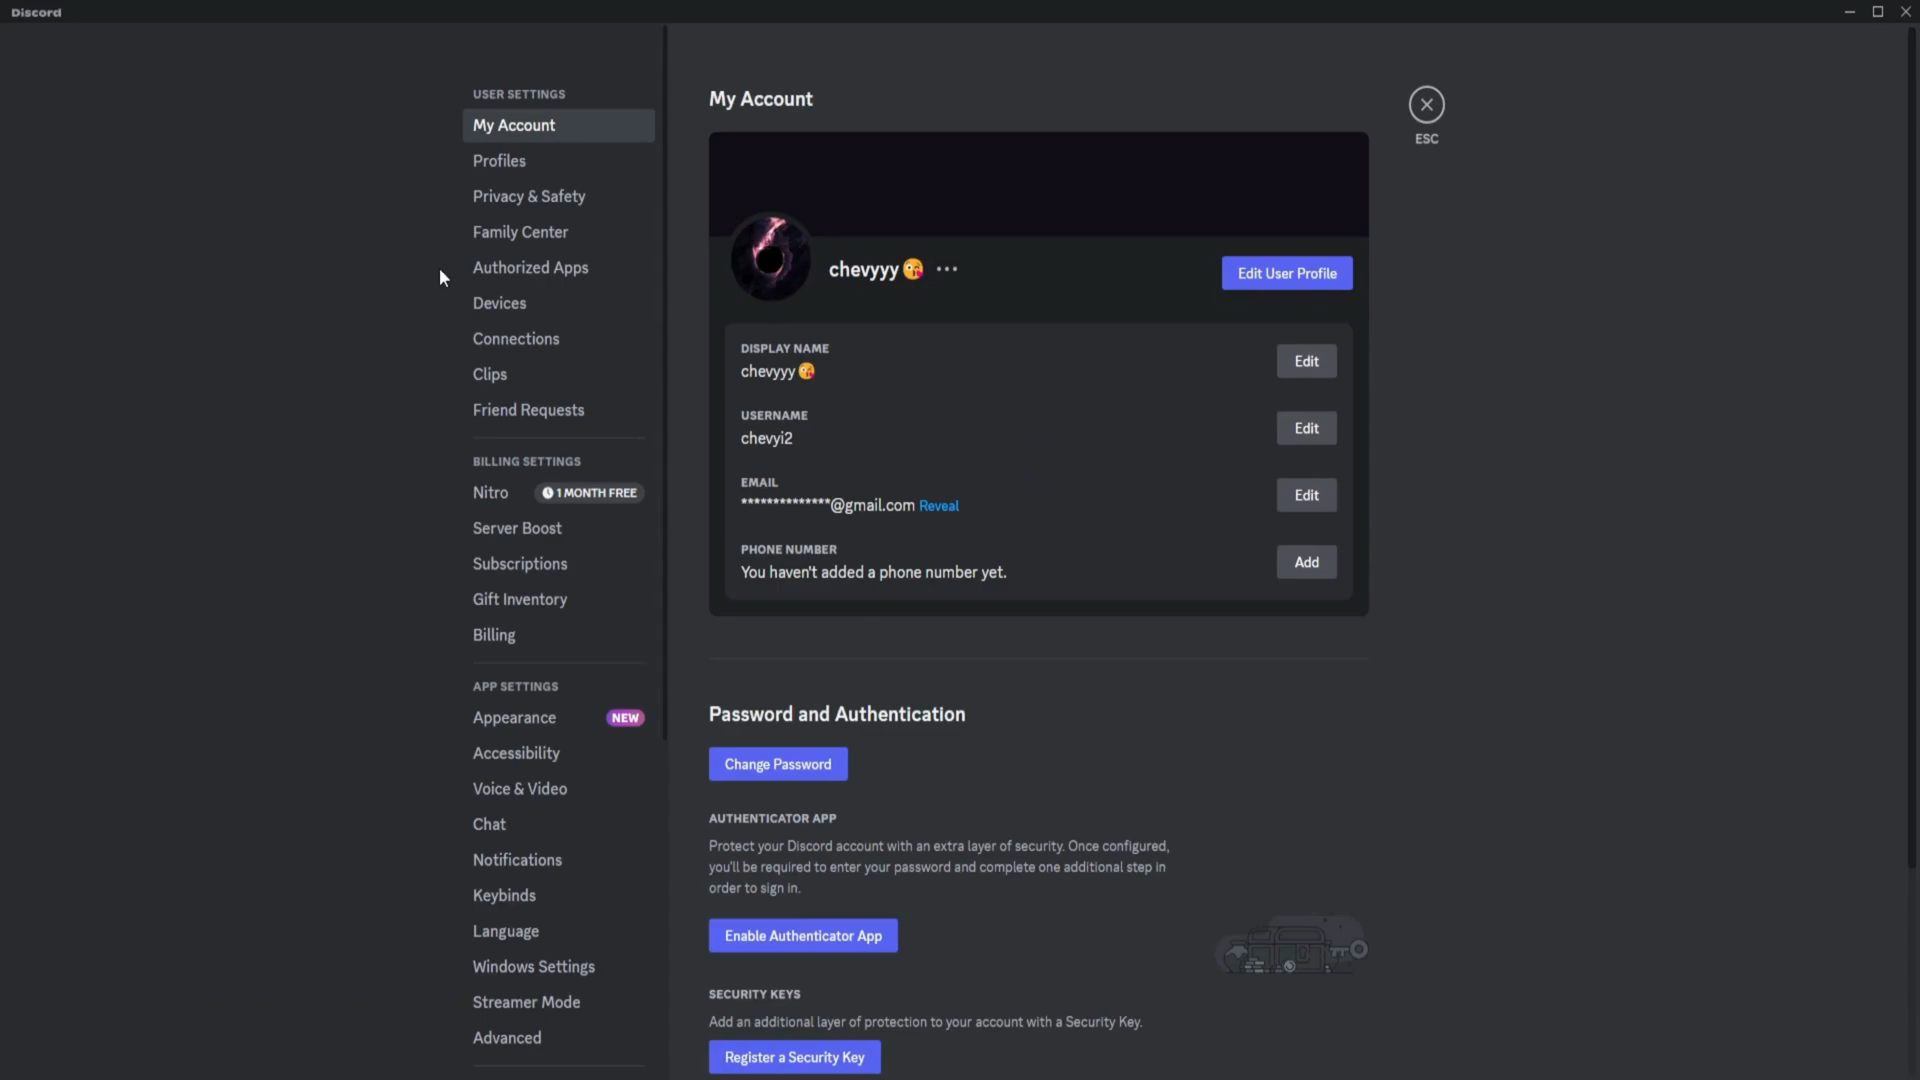 Discord
USER SETTINGS
My Account
Profiles
Privacy & Safety
Family Center
Authorized Apps
Devices
Connections
Clips
Friend Requests
BILLING SETTINGS
Nitro 1 MONTH FREE
Server Boost
Subscriptions
Gift Inventory
Billing
APP SETTINGS
Appearance NEW
Accessibility
Voice & Video
Chat
Notifications
Keybinds
Language
Windows Settings
Streamer Mode
Advanced
My Account
ESC
chevyyy😘 ···
Edit User Profile
DISPLAY NAME
chevyyy😘
Edit
USERNAME
chevyi2
Edit
EMAIL
**************@gmail.com Reveal
Edit
PHONE NUMBER
You haven't added a phone number yet.
Add
Password and Authentication
Change Password
AUTHENTICATOR APP
Protect your Discord account with an extra layer of security. Once configured,
you'll be required to enter your password and complete one additional step in
order to sign in.
Enable Authenticator App
SECURITY KEYS
Add an additional layer of protection to your account with a Security Key.
Register a Security Key